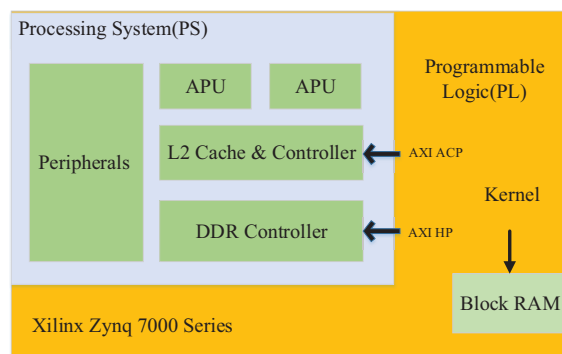 Processing System(PS)
APU
APU
Programmable
Logic(PL)
Peripherals
L2 Cache & Controller
AXI ACP
Kernel
DDR Controller
AXI HP
Block RAM
Xilinx Zynq 7000 Series